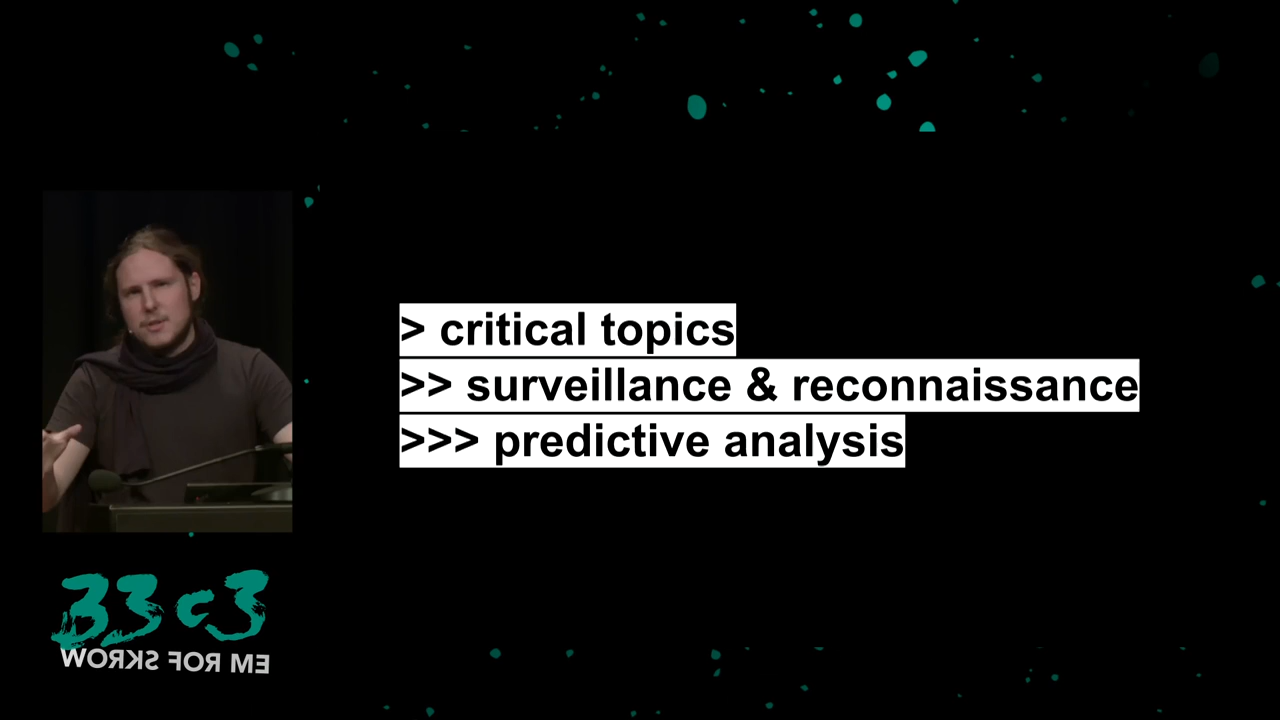 > critical topics
>> surveillance & reconnaissance
>>> predictive analysis
33c3
WORKS FOR ME